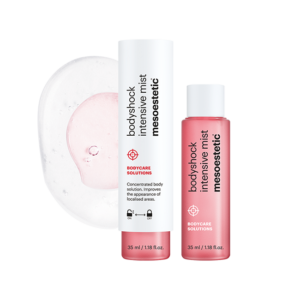 bodyshock
intensive mist
mesoestetic®
BODYCARE
SOLUTIONS
Concentrated body
solution, improves
the appearance of
localised areas.
35 ml / 1.18 fl.oz.
bodyshock
intensive mist
mesoestetic®
BODYCARE
SOLUTIONS
35 ml / 1.18 fl.oz.